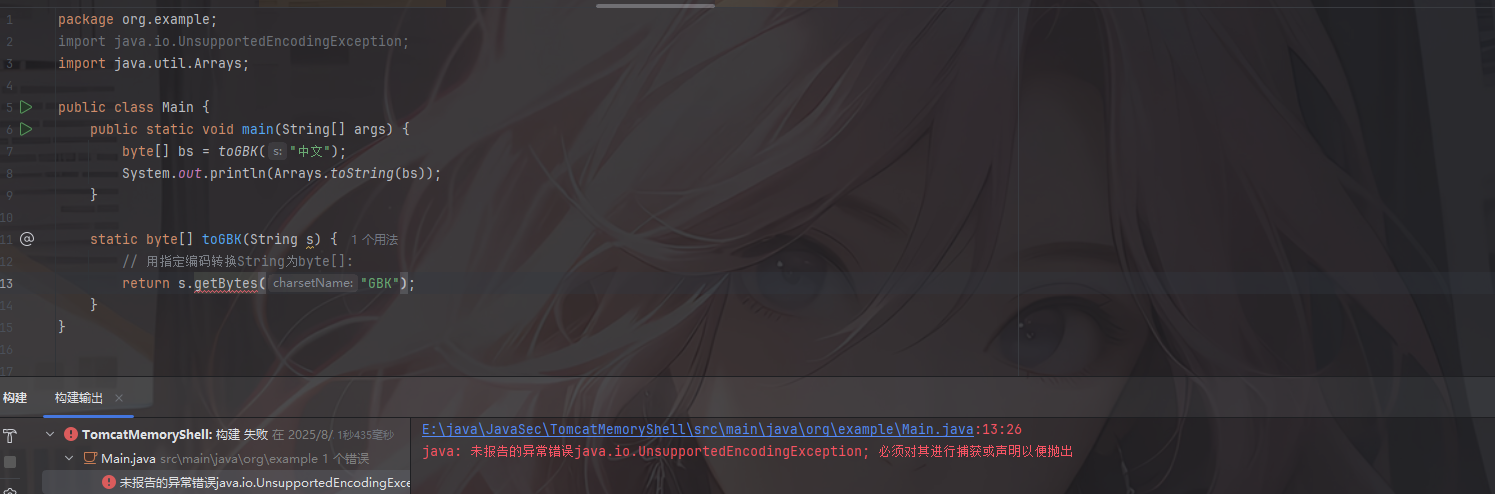 1 package org.example;
2 import java.io.UnsupportedEncodingException;
3 import java.util.Arrays;
4
5 public class Main {
6 public static void main(String[] args) {
7 byte[] bs = toGBK( s: "中文");
8 System.out.println(Arrays.toString(bs));
9 }
10
11 @ static byte[] toGBK(String s) { 1 个用法
12 // 用指定编码转换String为byte[]:
13 return s.getBytes( charsetName: "GBK");
14 }
15 }
16
17
构建 构建输出 ×
TomcatMemoryShell: 构建 失败 在 2025/8/ 1秒435毫秒
Main.java src\main\java\org\example 1 个错误
未报告的异常错误java.io.UnsupportedEncodingExce
E:\java\JavaSec\TomcatMemoryShell\src\main\java\org\example\Main.java:13:26
java: 未报告的异常错误java.io.UnsupportedEncodingException; 必须对其进行捕获或声明以便抛出